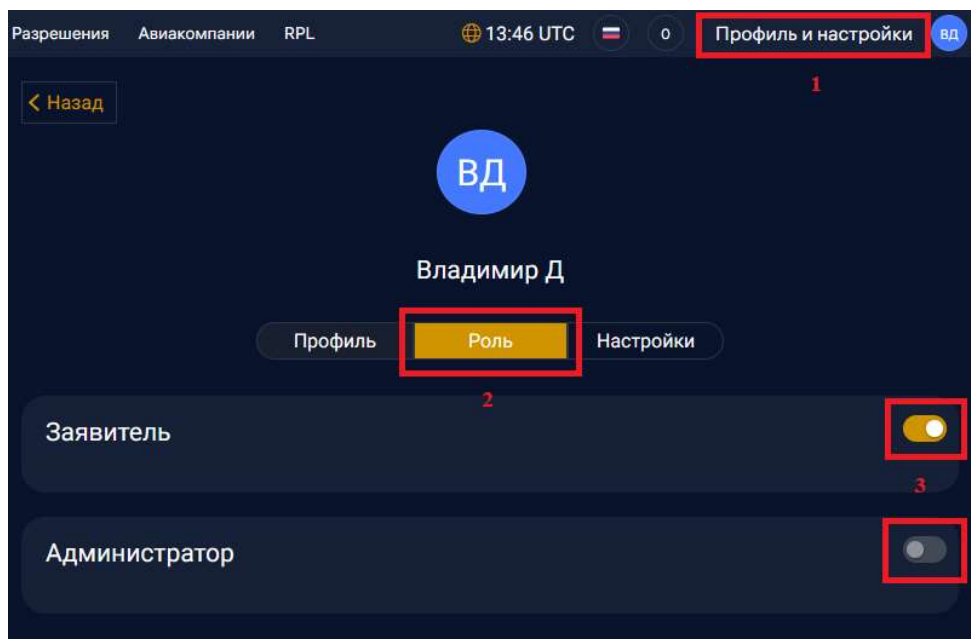 Разрешения Авиакомпании RPL 13:46 UTC 0 Профиль и настройки ВД
1
Назад
ВД
Владимир Д
Профиль Роль Настройки
2
Заявитель
3
Администратор